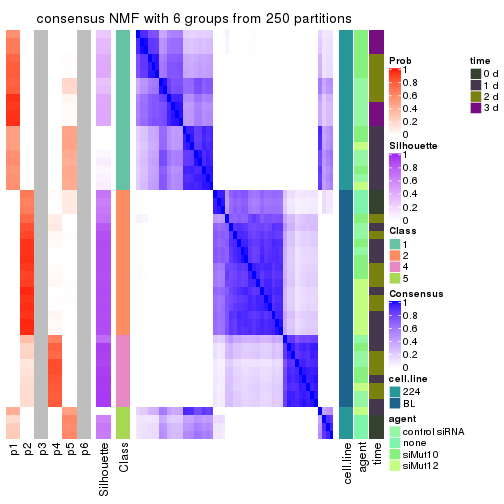 consensus NMF with 6 groups from 250 partitions
Prob
1
0.8
0.6
0.4
0.2
0
time
0 d
1 d
2 d
3 d
Silhouette
1
0.8
0.6
0.4
0.2
0
Class
1
2
4
5
Consensus
1
0.8
0.6
0.4
0.2
0
cell.line
224
BL
agent
control siRNA
none
siMut10
siMut12
p1
p2
p3
p4
p5
p6
Silhouette
Class
cell.line
agent
time